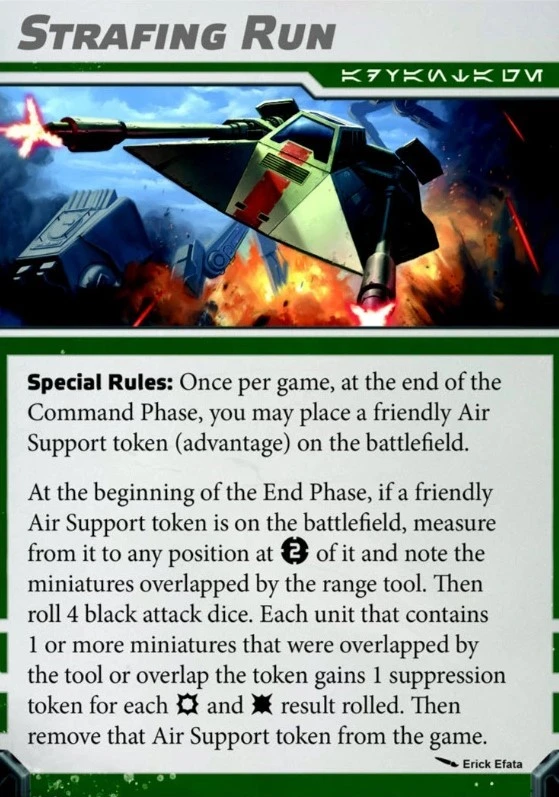 STRAFING RUN
Special Rules: Once per game, at the end of the
Command Phase, you may place a friendly Air
Support token (advantage) on the battlefield.
At the beginning of the End Phase, if a friendly
Air Support token is on the battlefield, measure
from it to any position at 2 of it and note the
miniatures overlapped by the range tool. Then
roll 4 black attack dice. Each unit that contains
1 or more miniatures that were overlapped by
the tool or overlap the token gains 1 suppression
token for each and result rolled. Then
remove that Air Support token from the game.
Erick Efata